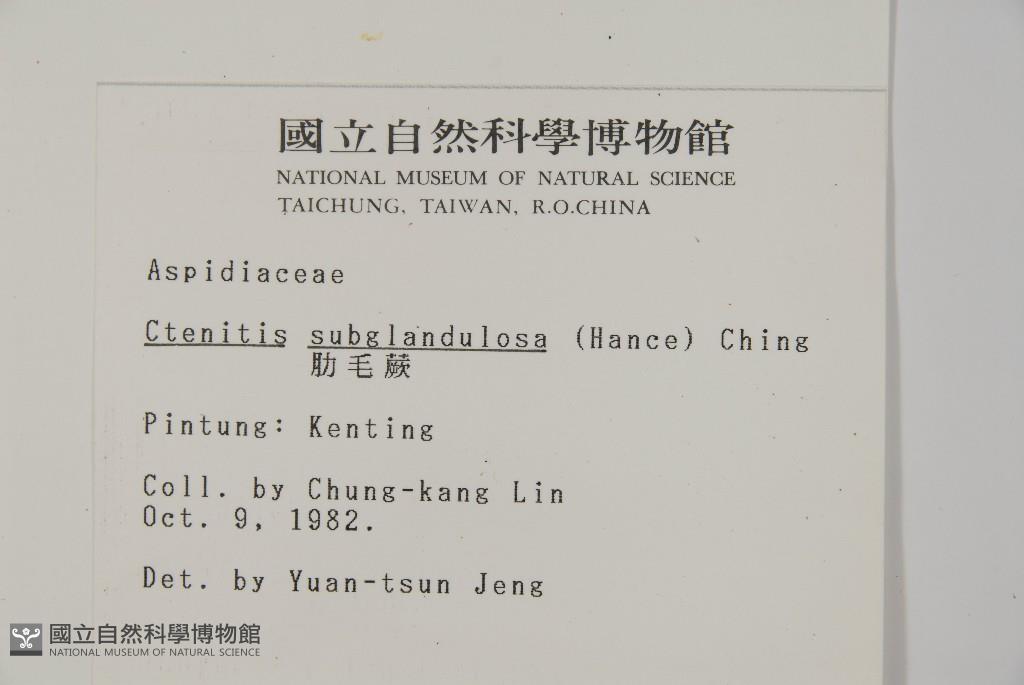 國立自然科學博物館
NATIONAL MUSEUM OF NATURAL SCIENCE
TAICHUNG, TAIWAN, R.O.CHINA
Aspidiaceae
Ctenitis subglandulosa (Hance) Ching
肋毛蕨
Pintung: Kenting
Coll. by Chung-kang Lin
Oct. 9, 1982.
Det. by Yuan-tsun Jeng
國立自然科學博物館
NATIONAL MUSEUM OF NATURAL SCIENCE